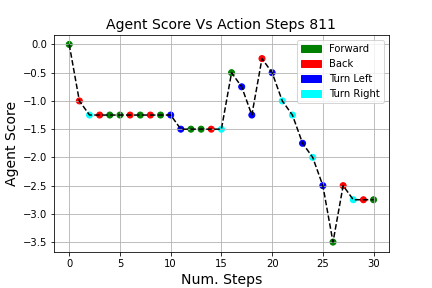 Agent Score Vs Action Steps 811
Forward
Back
Turn Left
Turn Right
0.0
−0.5
−1.0
−1.5
−2.0
−2.5
−3.0
−3.5
Agent Score
0 5 10 15 20 25 30
Num. Steps